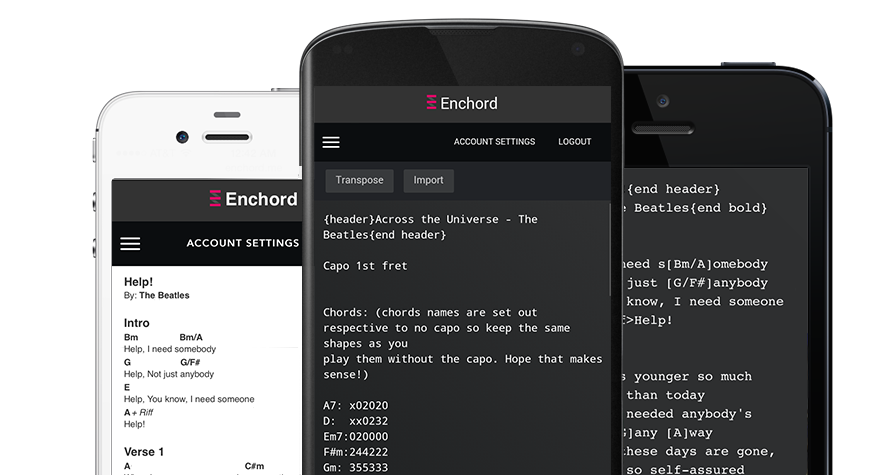 Enchord
ACCOUNT SETTINGS
Help!
By: The Beatles
Intro
Bm Bm/A
Help, I need somebody
G G/F#
Help, Not just anybody
E
Help, You know, I need someone
A + Riff
Help!
Verse 1
A C#m
Enchord
ACCOUNT SETTINGS LOGOUT
Transpose Import
{header}Across the Universe - The
Beatles{end header}
Capo 1st fret
Chords: (chords names are set out
respective to no capo so keep the same
shapes as you
play them without the capo. Hope that makes
sense!)
A7: x02020
D: xx0232
Em7:020000
F#m:244222
Gm: 355333
{end header}
Beatles{end bold}
s[Bm/A]omebody
just [G/F#]anybody
know, I need someone
>Help!
younger so much
than today
needed anybody's
]any [A]way
these days are gone,
so self-assured